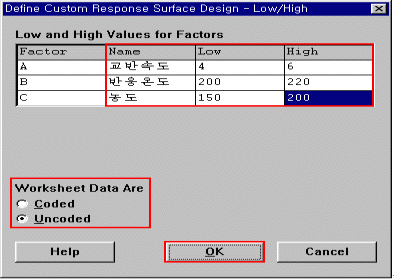 Define Custom Response Surface Design - Low/High
Low and High Values for Factors
Factor Name Low High
A 교반속도 4 6
B 반응온도 200 220
C 농도 150 200
Worksheet Data Are
Coded
Uncoded
Help OK Cancel